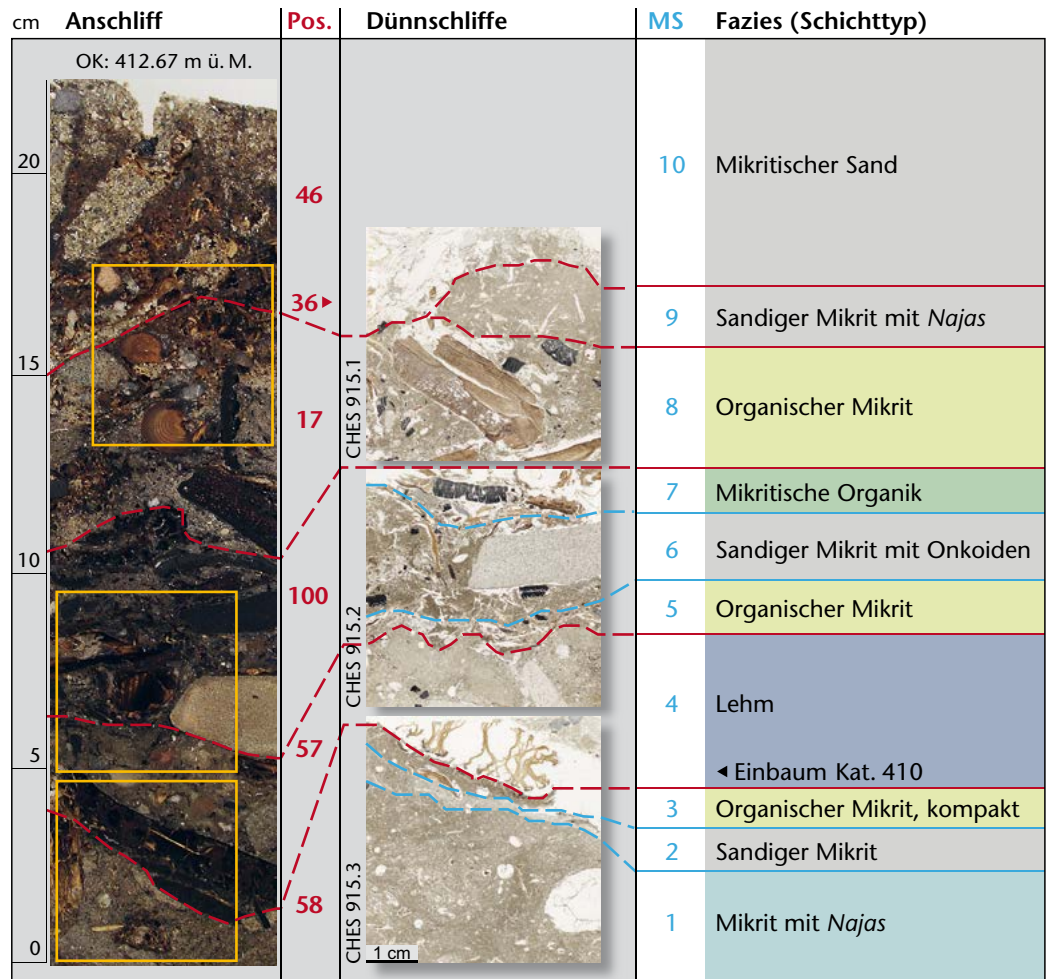 cm Anschliff Pos. Dünnschliffe MS Fazies (Schichttyp)
OK: 412.67 m ü. M.
20
46
10 Mikritischer Sand
36 ▸
9 Sandiger Mikrit mit Najas
15
17
CHES 915.1
8 Organischer Mikrit
7 Mikritische Organik
10
100
CHES 915.2
6 Sandiger Mikrit mit Onkoiden
5 Organischer Mikrit
4 Lehm
5
57
◂ Einbaum Kat. 410
3 Organischer Mikrit, kompakt
2 Sandiger Mikrit
58
CHES 915.3
1 Mikrit mit Najas
0
1 cm